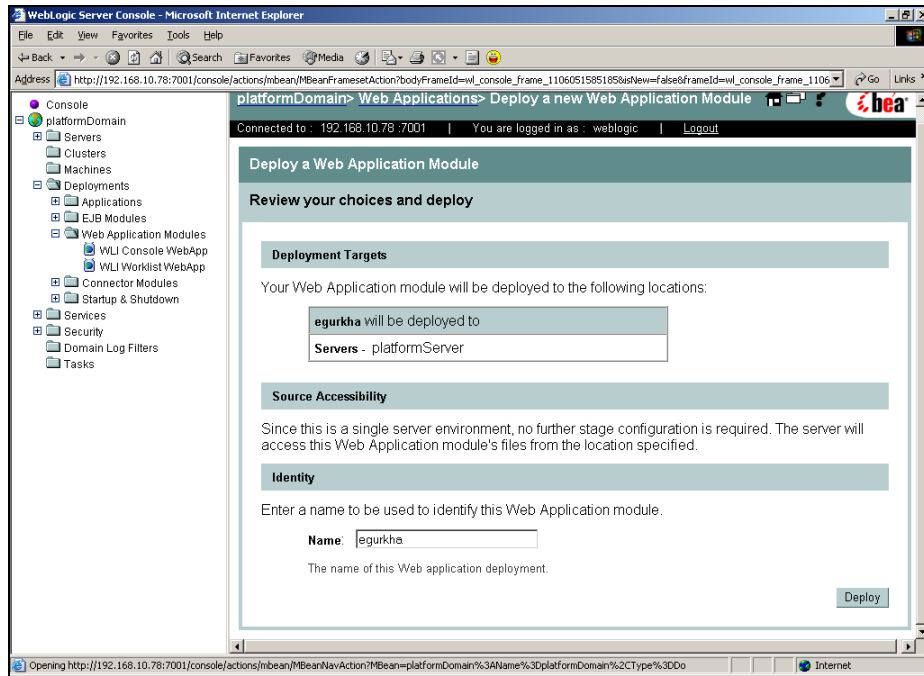 WebLogic Server Console - Microsoft Internet Explorer
File Edit View Favorites Tools Help
Back Search Favorites Media
Address http://192.168.10.78:7001/console/actions/mbean/MBeanFramesetAction?bodyFrameId=wl_console_frame_1106051585185&isNew=false&frameId=wl_console_frame_1106 Go Links
Console
platformDomain
Servers
Clusters
Machines
Deployments
Applications
EJB Modules
Web Application Modules
WLI Console WebApp
WLI Worklist WebApp
Connector Modules
Startup & Shutdown
Services
Security
Domain Log Filters
Tasks
platformDomain> Web Applications> Deploy a new Web Application Module ? bea
Connected to : 192.168.10.78 :7001 | You are logged in as : weblogic | Logout
Deploy a Web Application Module
Review your choices and deploy
Deployment Targets
Your Web Application module will be deployed to the following locations:
egurkha will be deployed to
Servers - platformServer
Source Accessibility
Since this is a single server environment, no further stage configuration is required. The server will
access this Web Application module's files from the location specified.
Identity
Enter a name to be used to identify this Web Application module.
Name: egurkha
The name of this Web application deployment.
Deploy
Opening http://192.168.10.78:7001/console/actions/mbean/MBeanNavAction?MBean=platformDomain%3AName%3DplatformDomain%2CType%3DDo Internet